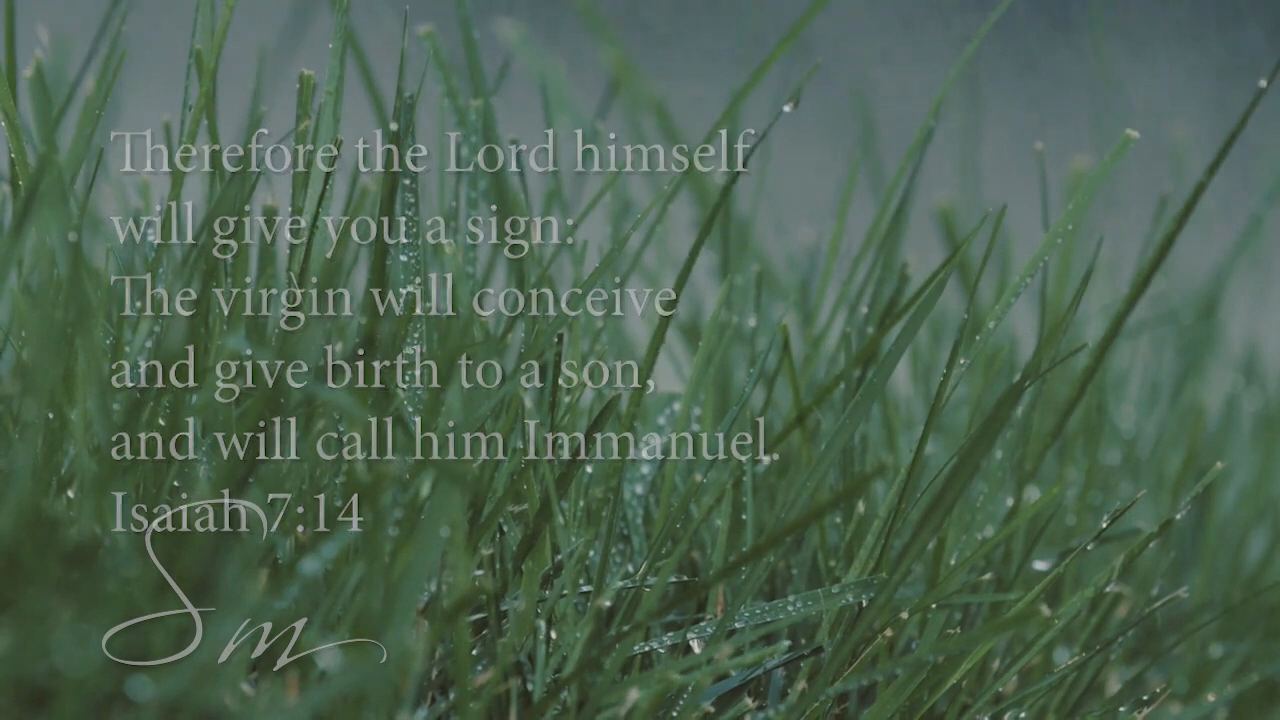 Therefore the Lord himself
will give you a sign:
The virgin will conceive
and give birth to a son,
and will call him Immanuel.
Isaiah 7:14
Sm